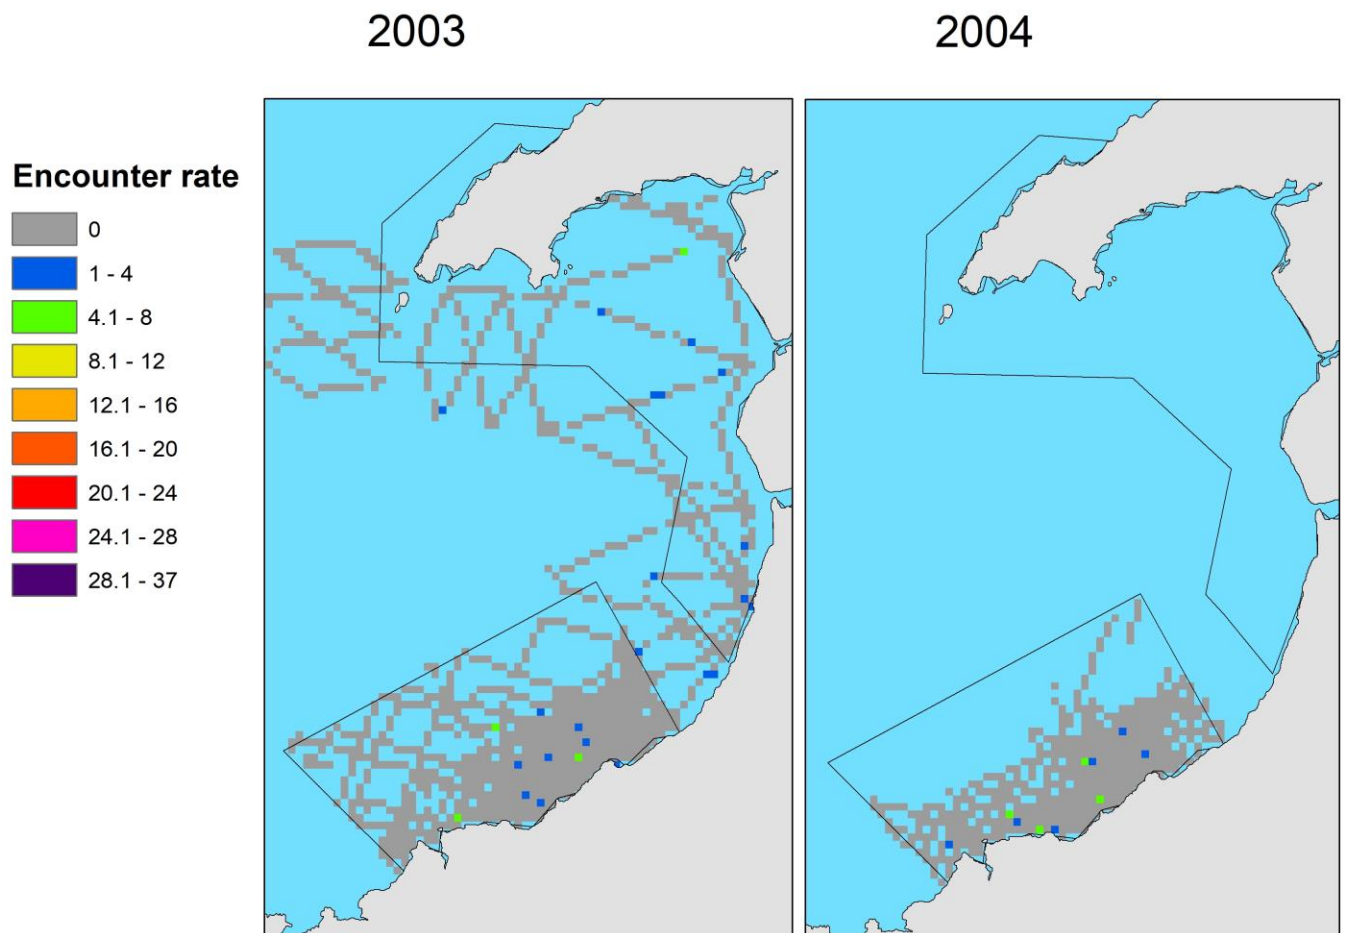 2003
2004
Encounter rate
0
1 - 4
4.1 - 8
8.1 - 12
12.1 - 16
16.1 - 20
20.1 - 24
24.1 - 28
28.1 - 37